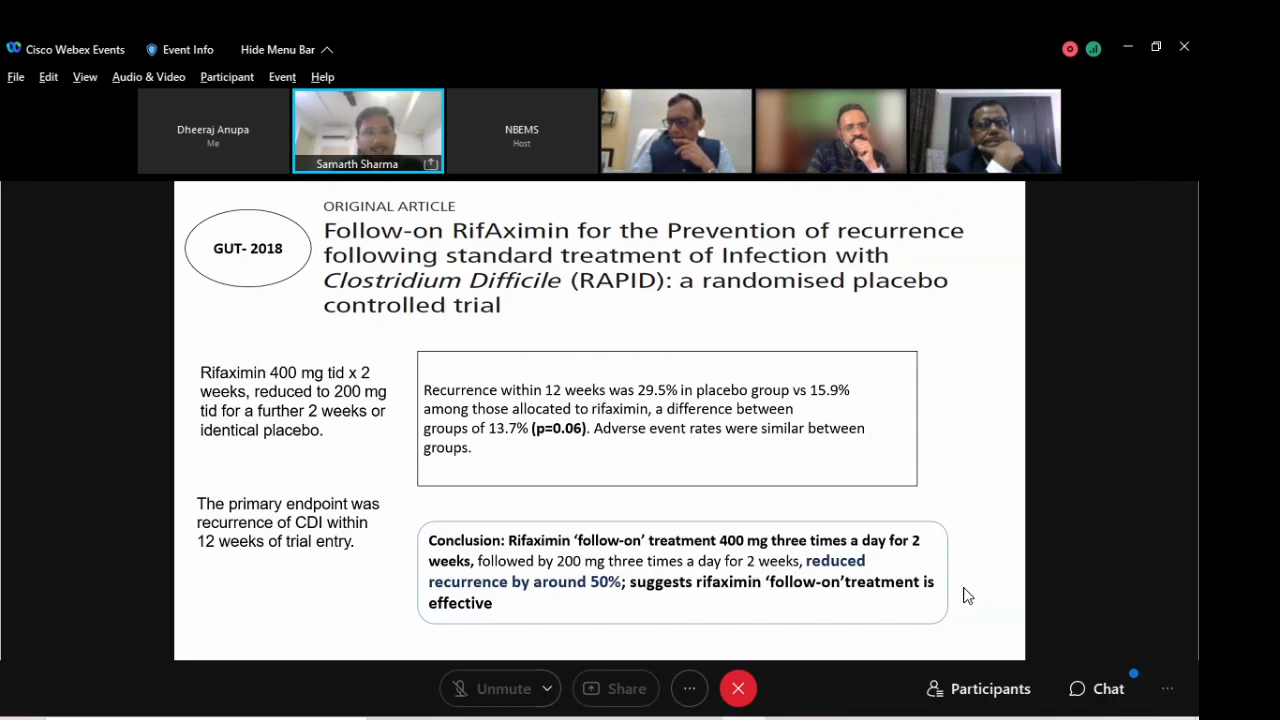 Cisco Webex Events
Event Info
Hide Menu Bar
File Edit View Audio & Video Participant Event Help
Dheeraj Anupa
Me
Samarth Sharma
NBEMS
Host
GUT- 2018
ORIGINAL ARTICLE
Follow-on RifAximin for the Prevention of recurrence
following standard treatment of Infection with
Clostridium Difficile (RAPID): a randomised placebo
controlled trial
Rifaximin 400 mg tid x 2
weeks, reduced to 200 mg
tid for a further 2 weeks or
identical placebo.
Recurrence within 12 weeks was 29.5% in placebo group vs 15.9%
among those allocated to rifaximin, a difference between
groups of 13.7% (p=0.06). Adverse event rates were similar between
groups.
The primary endpoint was
recurrence of CDI within
12 weeks of trial entry.
Conclusion: Rifaximin ‘follow-on’ treatment 400 mg three times a day for 2
weeks, followed by 200 mg three times a day for 2 weeks, reduced
recurrence by around 50%; suggests rifaximin ‘follow-on’treatment is
effective
Unmute
Share
Participants
Chat